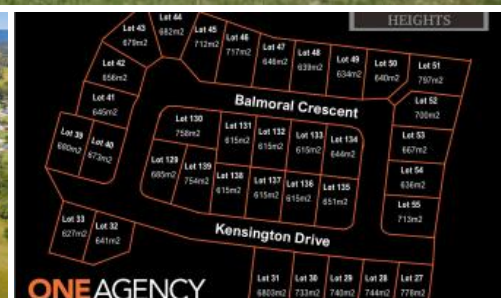 HEIGHTS
Lot 43
679m2
Lot 44
682m2
Lot 45
712m2
Lot 46
717m2
Lot 47
646m2
Lot 48
639m2
Lot 49
634m2
Lot 50
640m2
Lot 51
797m2
Lot 42
656m2
Lot 41
645m2
Lot 39
680m2
Lot 40
673m2
Balmoral Crescent
Lot 52
700m2
Lot 53
667m2
Lot 54
636m2
Lot 55
713m2
Lot 130
758m2
Lot 131
615m2
Lot 132
615m2
Lot 133
615m2
Lot 134
644m2
Lot 129
685m2
Lot 139
754m2
Lot 138
615m2
Lot 137
615m2
Lot 136
615m2
Lot 135
651m2
Lot 33
627m2
Lot 32
641m2
Kensington Drive
Lot 31
6803m2
Lot 30
733m2
Lot 29
740m2
Lot 28
744m2
Lot 27
776m2
ONE AGENCY